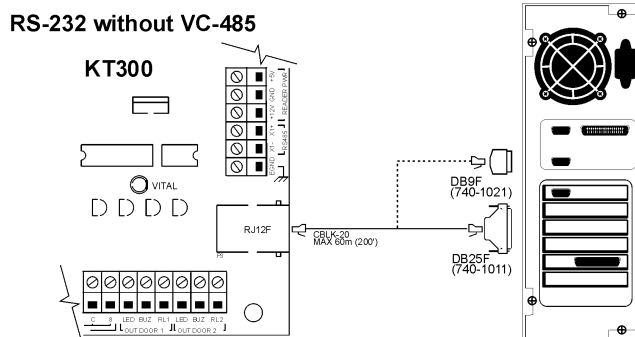 RS-232 without VC-485
KT300
+5V
GND
+12V
X1+
X1-
EGND
READER PWR
RS485
VITAL
RJ12F
P9
CBLK-20
MAX 60m (200')
DB9F
(740-1021)
DB25F
(740-1011)
C 8 LED BUZ RL1 LED BUZ RL2
OUT DOOR 1 OUT DOOR 2